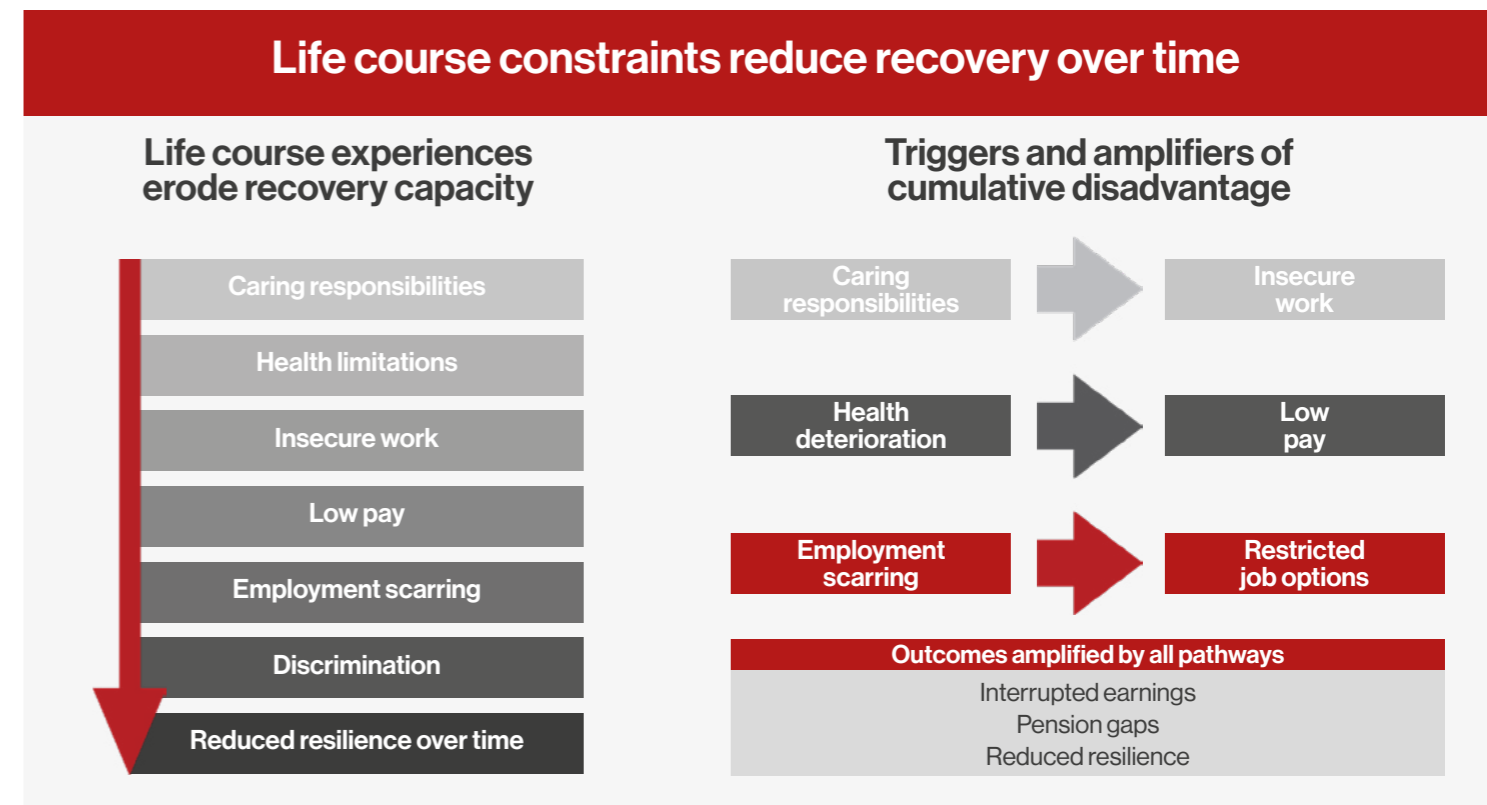 Life course constraints reduce recovery over time
Life course experiences
erode recovery capacity
Caring responsibilities
Health limitations
Insecure work
Low pay
Employment scarring
Discrimination
Reduced resilience over time
Triggers and amplifiers of
cumulative disadvantage
Caring
responsibilities
Insecure
work
Health
deterioration
Low
pay
Employment
scarring
Restricted
job options
Outcomes amplified by all pathways
Interrupted earnings
Pension gaps
Reduced resilience